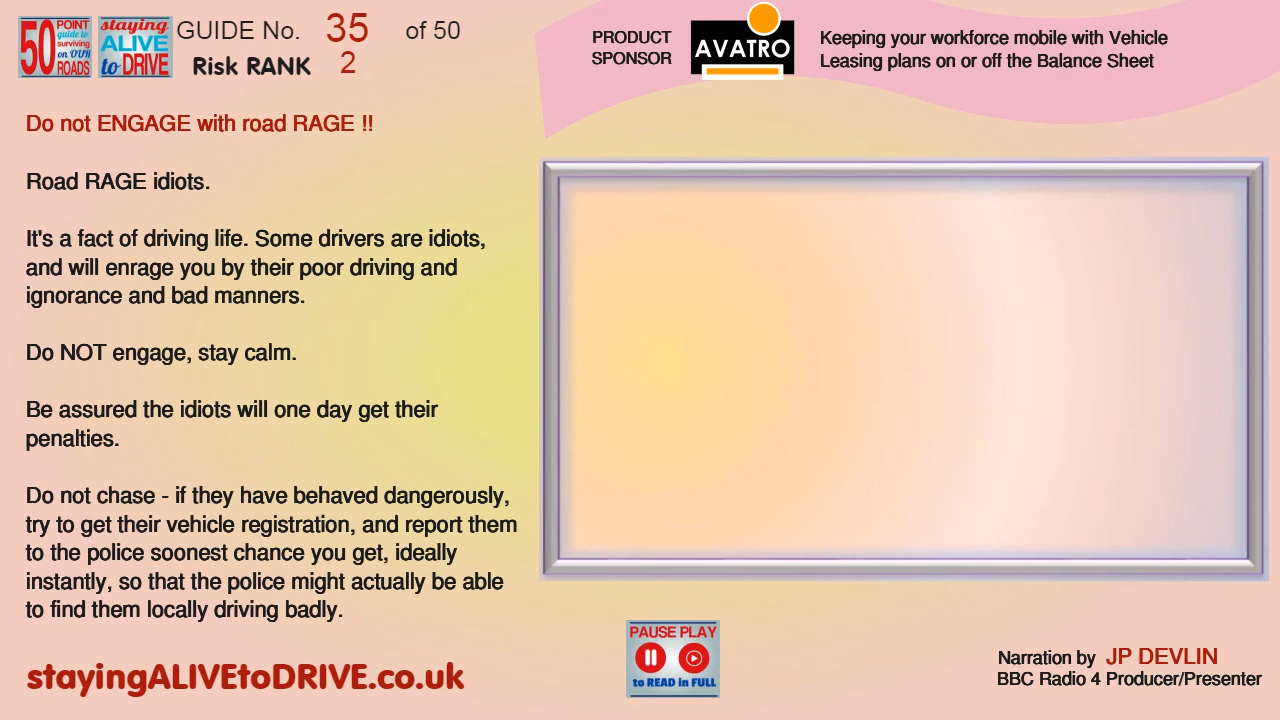 50 POINT guide to surviving on OUR ROADS
staying ALIVE to DRIVE
GUIDE No. 35 of 50
Risk RANK 2
PRODUCT SPONSOR
AVATRO
Keeping your workforce mobile with Vehicle
Leasing plans on or off the Balance Sheet
Do not ENGAGE with road RAGE !!
Road RAGE idiots.
It's a fact of driving life. Some drivers are idiots,
and will enrage you by their poor driving and
ignorance and bad manners.
Do NOT engage, stay calm.
Be assured the idiots will one day get their
penalties.
Do not chase - if they have behaved dangerously,
try to get their vehicle registration, and report them
to the police soonest chance you get, ideally
instantly, so that the police might actually be able
to find them locally driving badly.
stayingALIVEtoDRIVE.co.uk
PAUSE PLAY
to READ in FULL
Narration by JP DEVLIN
BBC Radio 4 Producer/Presenter